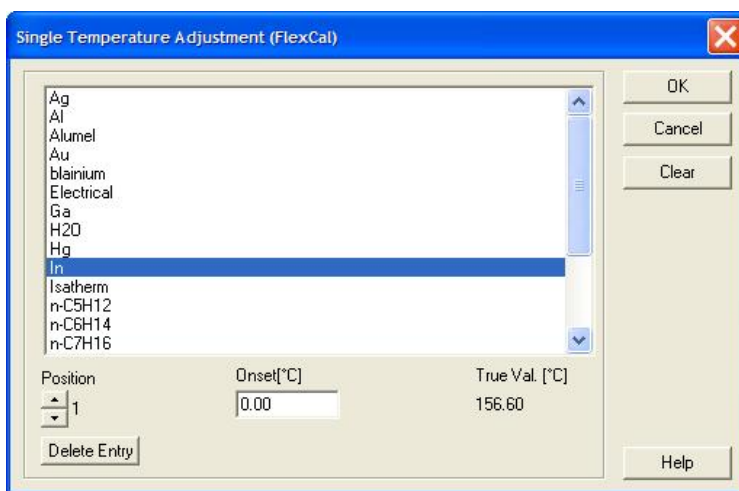 Single Temperature Adjustment (FlexCal)
Ag
Al
Alumel
Au
blainium
Electrical
Ga
H2O
Hg
In
Isatherm
n-C5H12
n-C6H14
n-C7H16
OK
Cancel
Clear
Position
Onset[°C]
True Val. [°C]
1
0.00
156.60
Delete Entry
Help